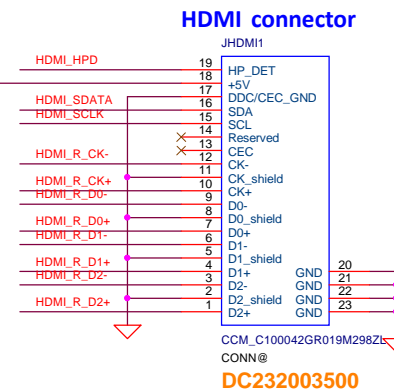 HDMI connector
JHDMI1
HDMI_HPD 19 HP_DET
18 +5V
17 DDC/CEC_GND
HDMI_SDATA 16 SDA
HDMI_SCLK 15 SCL
14 Reserved
13 CEC
HDMI_R_CK- 12 CK-
11 CK_shield
HDMI_R_CK+ 10 CK+
HDMI_R_D0- 9 D0-
8 D0_shield
HDMI_R_D0+ 7 D0+
HDMI_R_D1- 6 D1-
5 D1_shield
HDMI_R_D1+ 4 D1+ GND 20
HDMI_R_D2- 3 D2- GND 21
2 D2_shield GND 22
HDMI_R_D2+ 1 D2+ GND 23
CCM_C100042GR019M298ZL
CONN@
DC232003500